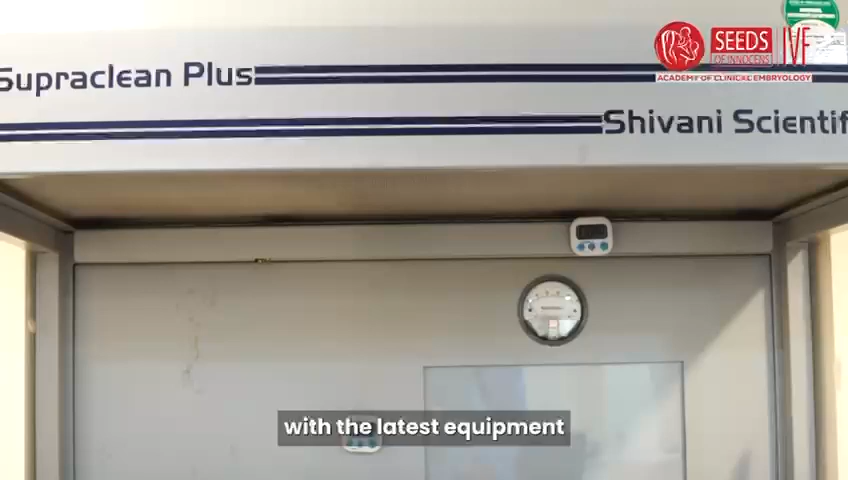 SEEDS
OF INNOCENS
IVF
ACADEMY OF CLINICAL EMBRYOLOGY
Supraclean Plus
Shivani Scientif
with the latest equipment